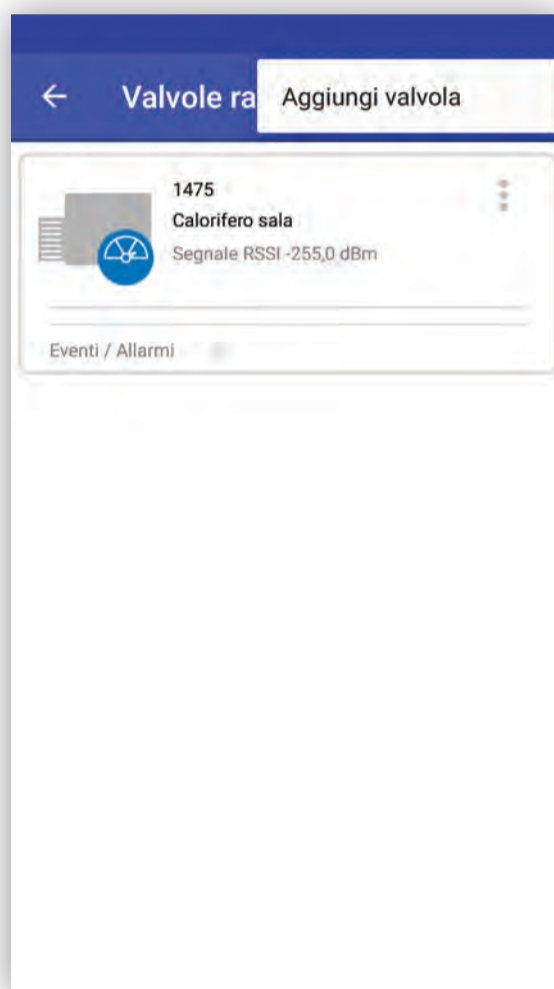 Valvole ra
Aggiungi valvola
1475
Calorifero sala
Segnale RSSI -255,0 dBm
Eventi / Allarmi